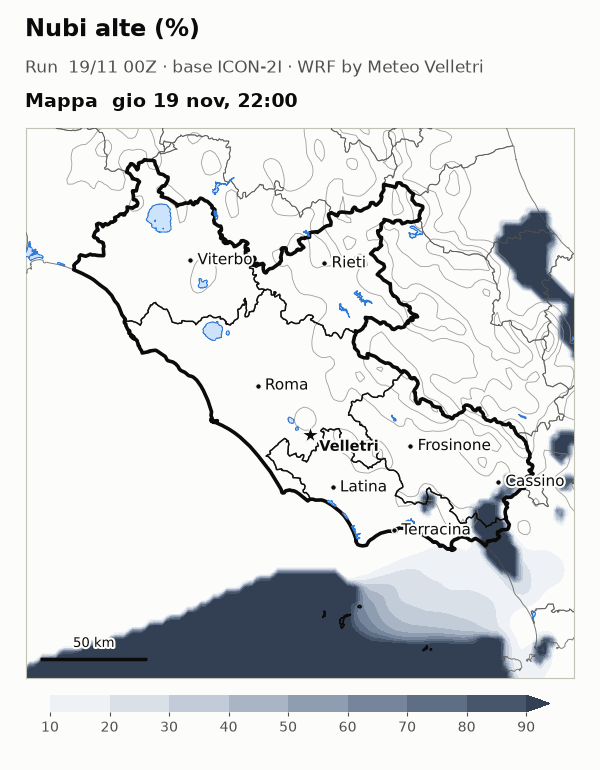 Nubi alte (%)
Run  19/11 00Z · base ICON-2I · WRF by Meteo Velletri
Mappa  gio 19 nov, 22:00
Viterbo
Rieti
Roma
Velletri
Frosinone
Cassino
Latina
Terracina
50 km
10 20 30 40 50 60 70 80 90